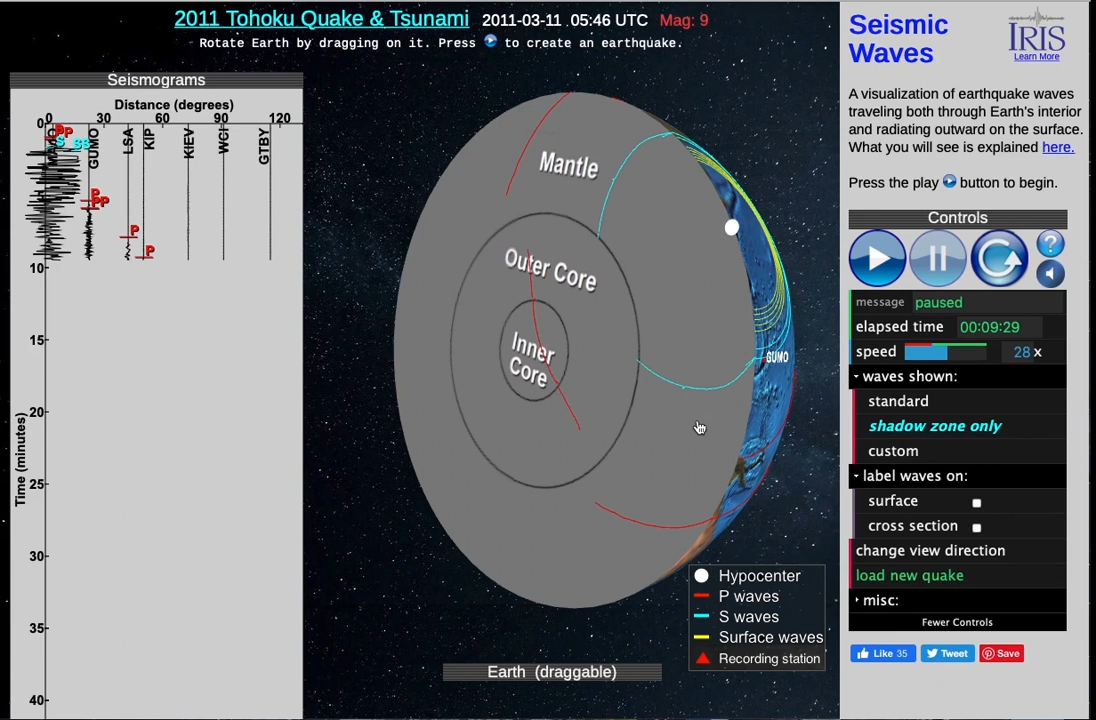 2011 Tohoku Quake & Tsunami 2011-03-11 05:46 UTC Mag: 9
Rotate Earth by dragging on it. Press to create an earthquake.
Seismograms
Distance (degrees)
0 30 60 90 120
0
P P
S S S
GUMO LSA KIP KIEV WCI GTBY
P
PP
P
P
10
15
20
25
30
35
40
Time (minutes)
Mantle
Outer Core
Inner
Core
GUMO
Hypocenter
P waves
S waves
Surface waves
Recording station
Earth (draggable)
Seismic
Waves
IRIS
Learn More
A visualization of earthquake waves
traveling both through Earth's interior
and radiating outward on the surface.
What you will see is explained here.
Press the play button to begin.
Controls
?
message paused
elapsed time 00:09:29
speed 28 x
waves shown:
standard
shadow zone only
custom
label waves on:
surface
cross section
change view direction
load new quake
misc:
Fewer Controls
Like 35 Tweet Save